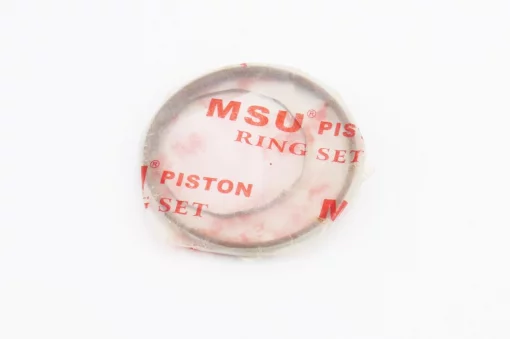 MSU® PISTON
RING SET
® PISTON
SET